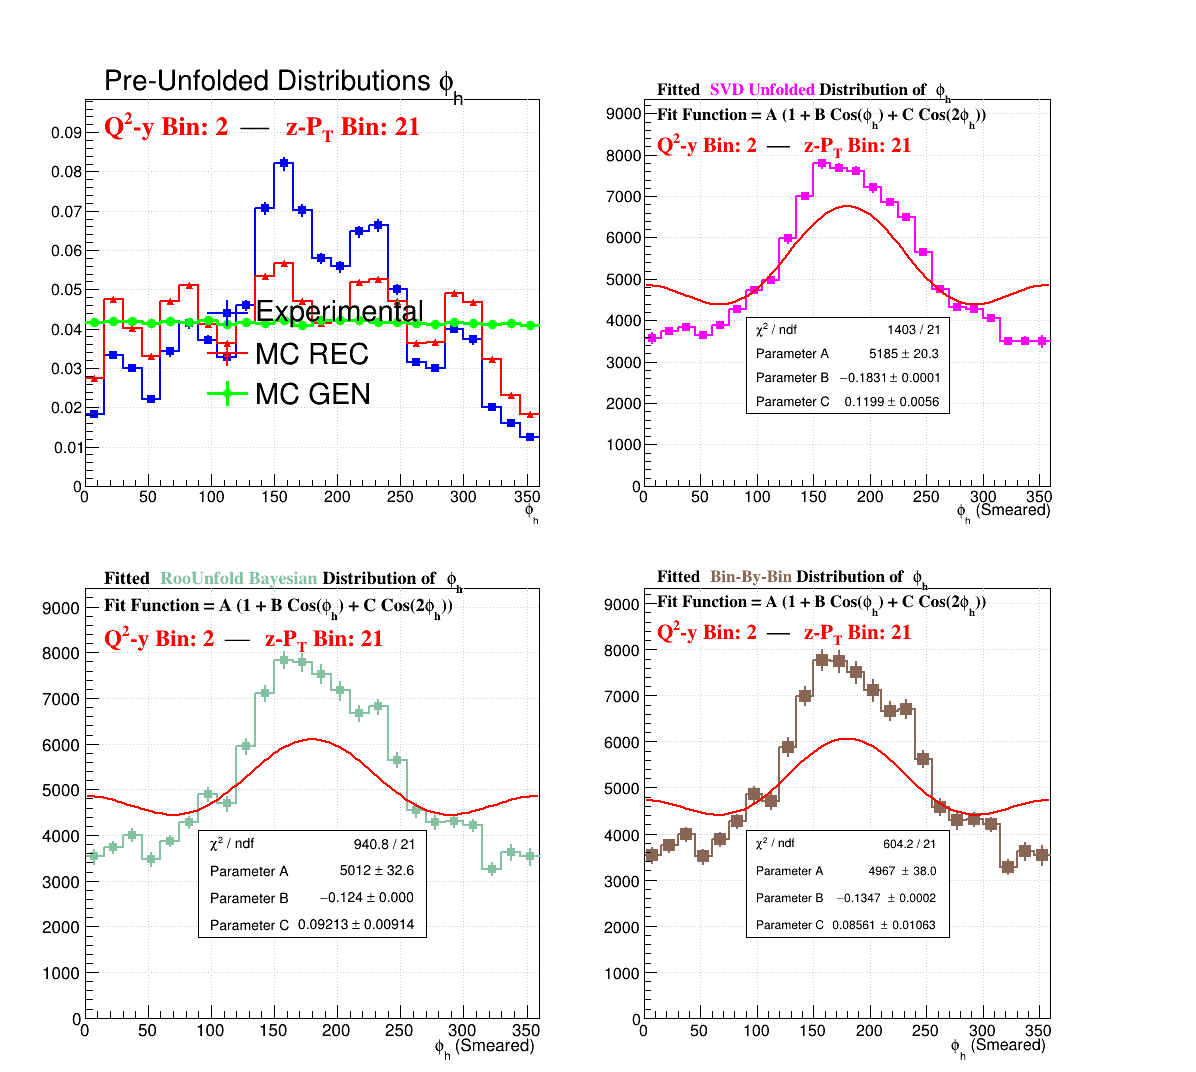 Pre-Unfolded Distributions ϕh
Q2-y Bin: 2 — z-PT Bin: 21
0.09
0.08
0.07
0.06
0.05
0.04
0.03
0.02
0.01
0
Experimental
MC REC
MC GEN
0 50 100 150 200 250 300 350
ϕh
Fitted SVD Unfolded Distribution of ϕh
Fit Function = A (1 + B Cos(ϕh) + C Cos(2ϕh))
Q2-y Bin: 2 — z-PT Bin: 21
9000
8000
7000
6000
5000
4000
3000
2000
1000
0
χ2 / ndf 1403 / 21
Parameter A 5185 ± 20.3
Parameter B −0.1831 ± 0.0001
Parameter C 0.1199 ± 0.0056
0 50 100 150 200 250 300 350
ϕh (Smeared)
Fitted RooUnfold Bayesian Distribution of ϕh
Fit Function = A (1 + B Cos(ϕh) + C Cos(2ϕh))
Q2-y Bin: 2 — z-PT Bin: 21
9000
8000
7000
6000
5000
4000
3000
2000
1000
0
χ2 / ndf 940.8 / 21
Parameter A 5012 ± 32.6
Parameter B −0.124 ± 0.000
Parameter C 0.09213 ± 0.00914
0 50 100 150 200 250 300 350
ϕh (Smeared)
Fitted Bin-By-Bin Distribution of ϕh
Fit Function = A (1 + B Cos(ϕh) + C Cos(2ϕh))
Q2-y Bin: 2 — z-PT Bin: 21
9000
8000
7000
6000
5000
4000
3000
2000
1000
0
χ2 / ndf 604.2 / 21
Parameter A 4967 ± 38.0
Parameter B −0.1347 ± 0.0002
Parameter C 0.08561 ± 0.01063
0 50 100 150 200 250 300 350
ϕh (Smeared)